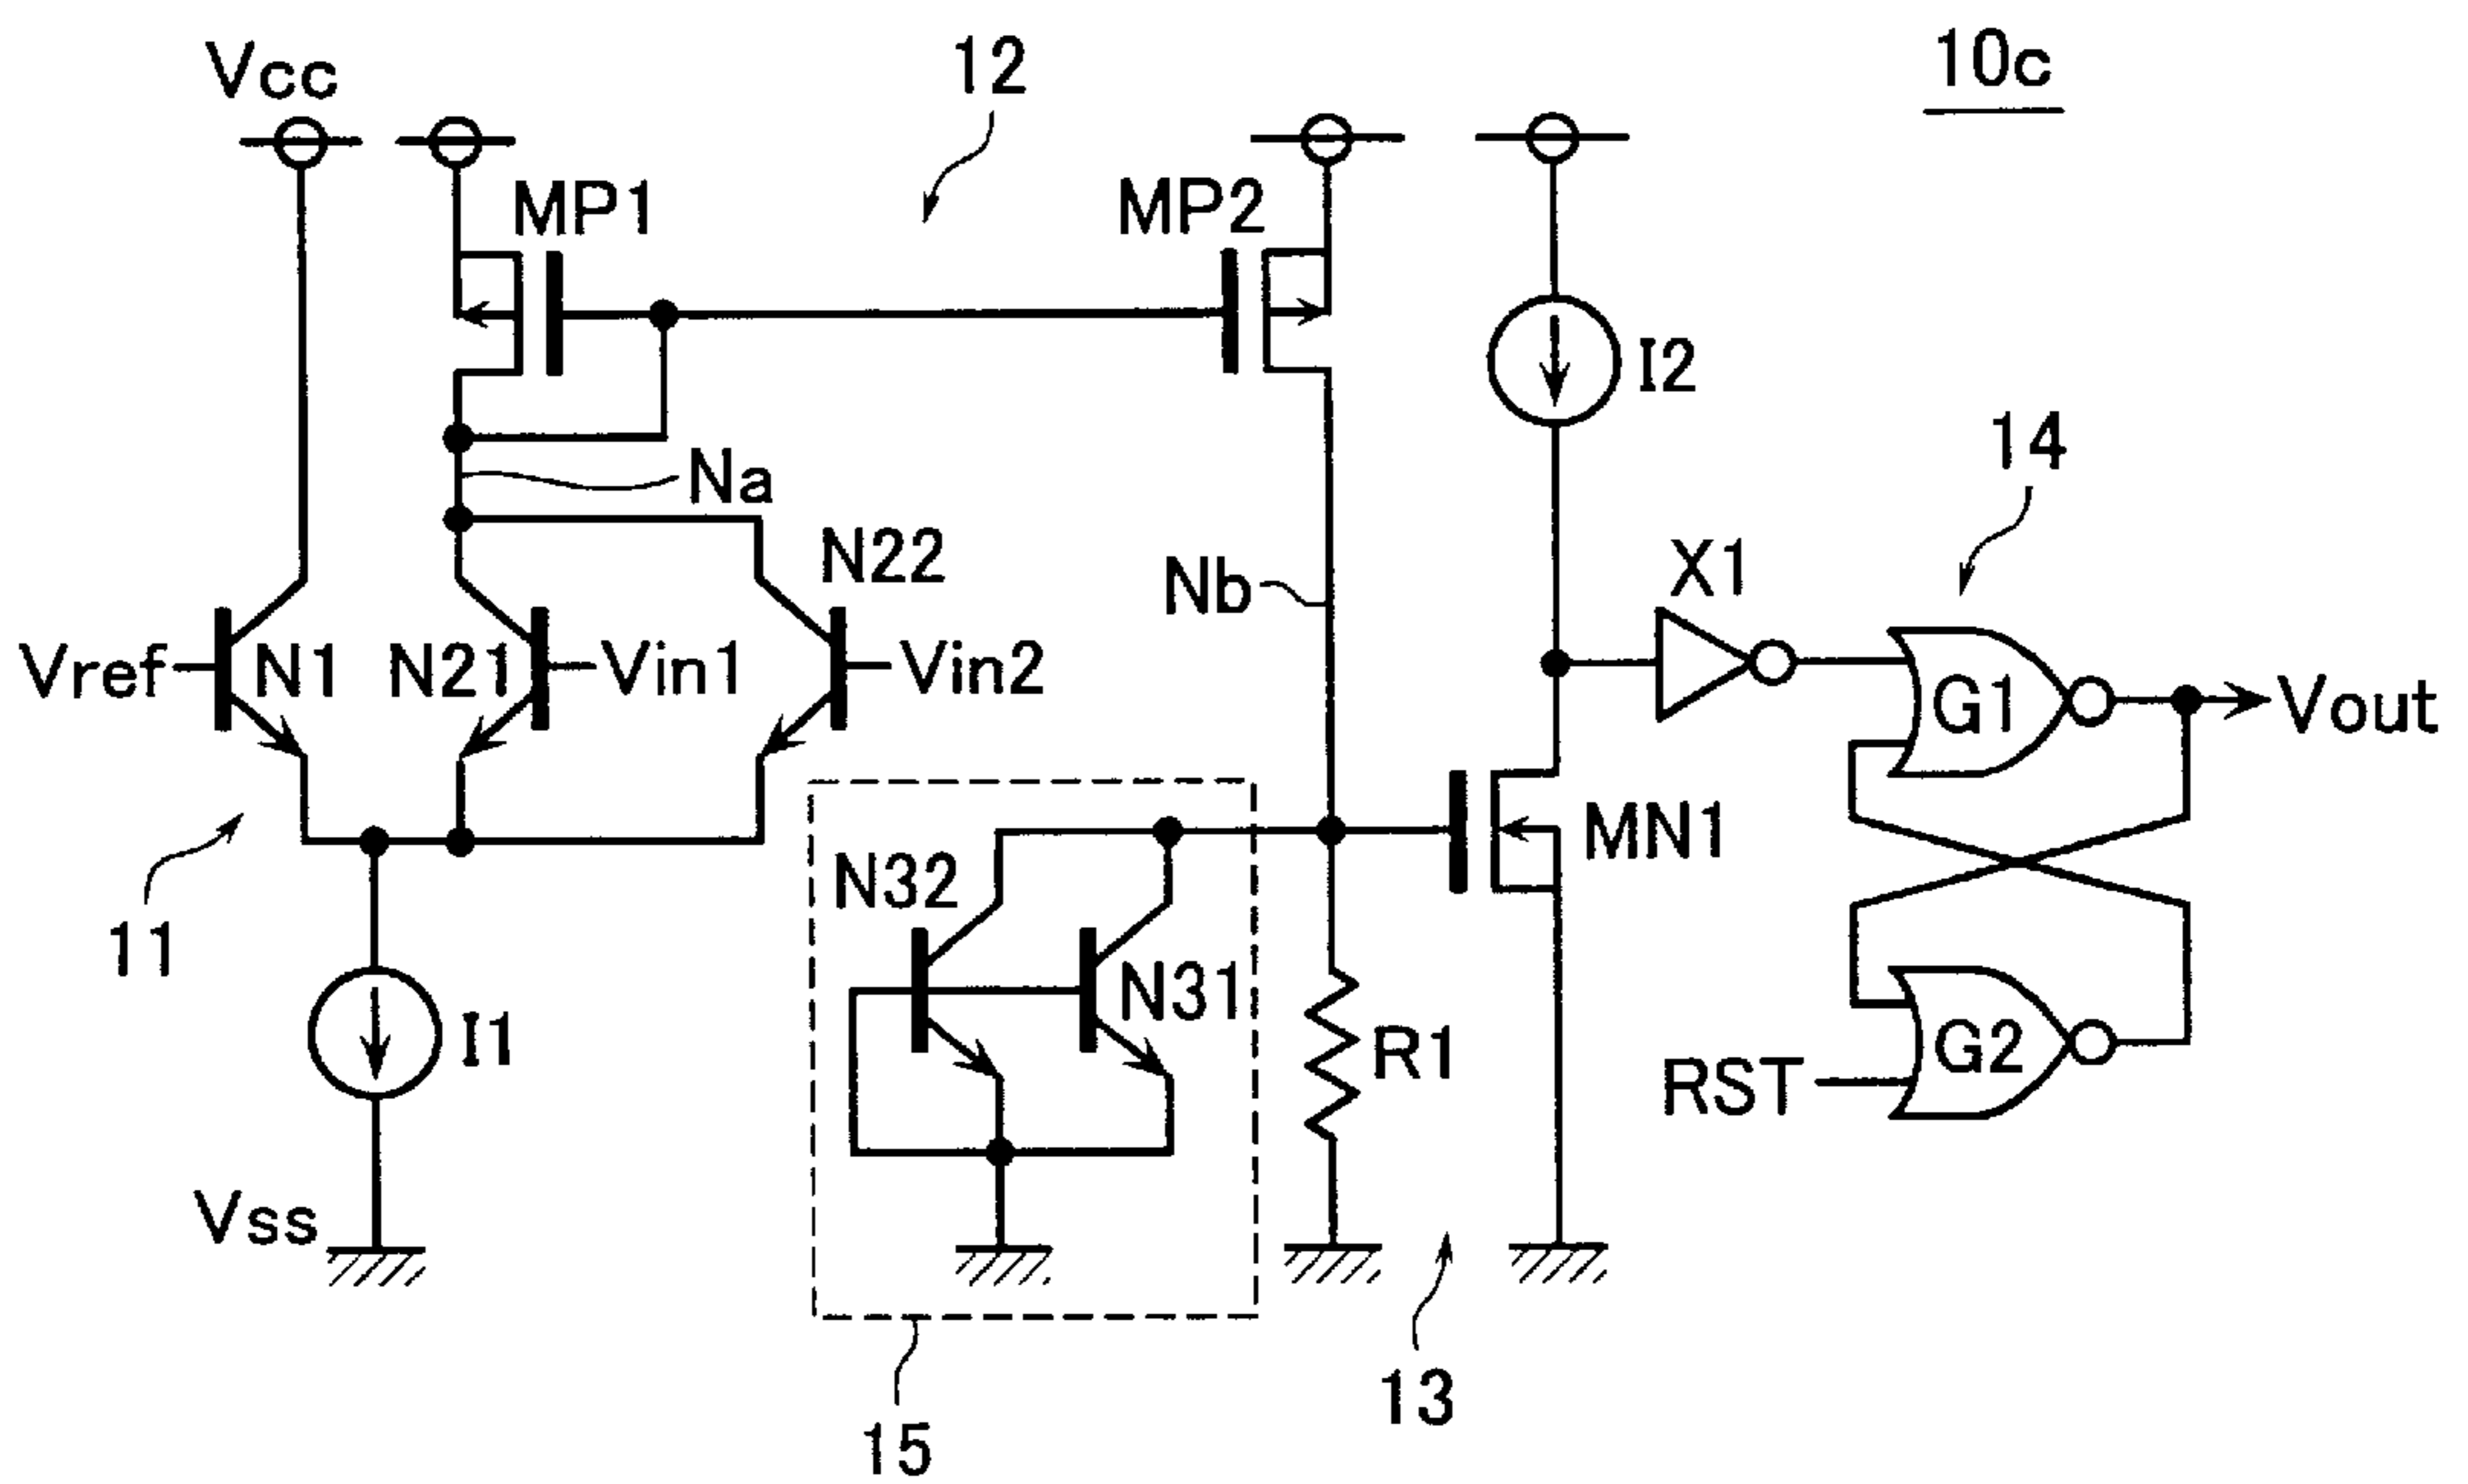 12
10c
Vcc
MP1
MP2
I2
14
Na
N22
Nb
X1
Vref
N1
N21
Vin1
Vin2
G1
Vout
MN1
N32
11
N31
I1
R1
G2
RST
Vss
13
15